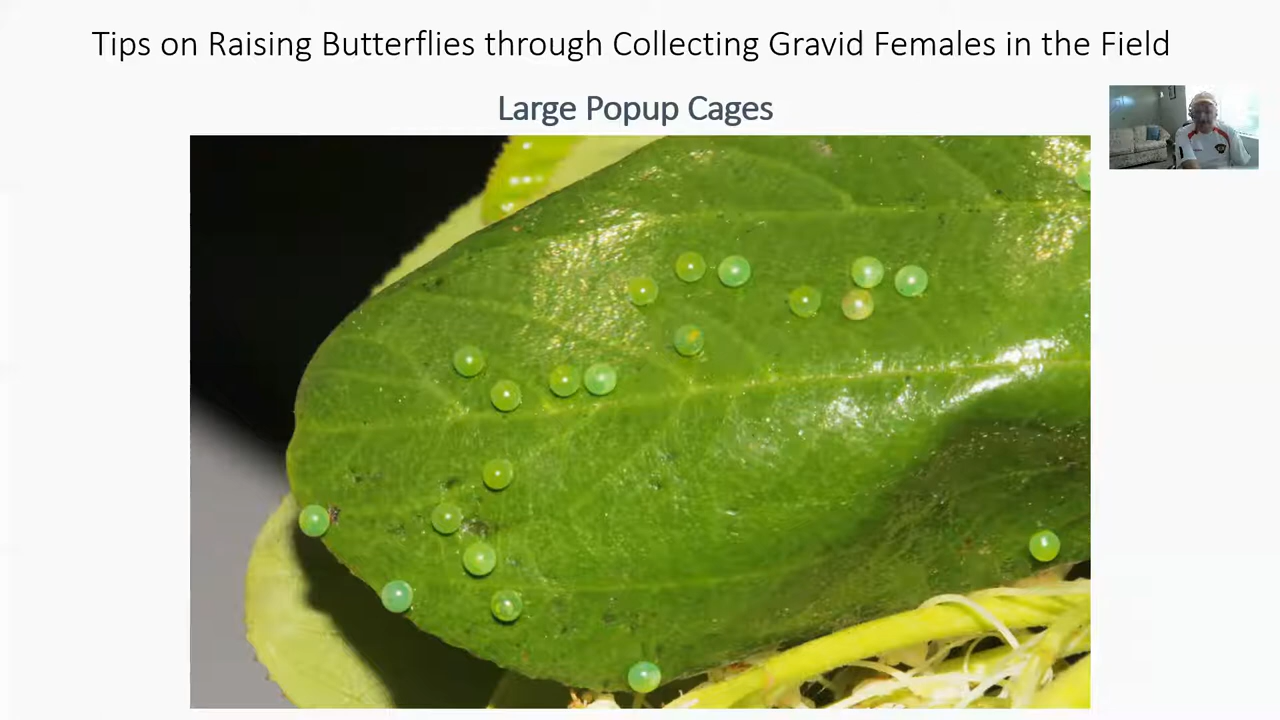 Tips on Raising Butterflies through Collecting Gravid Females in the Field
Large Popup Cages